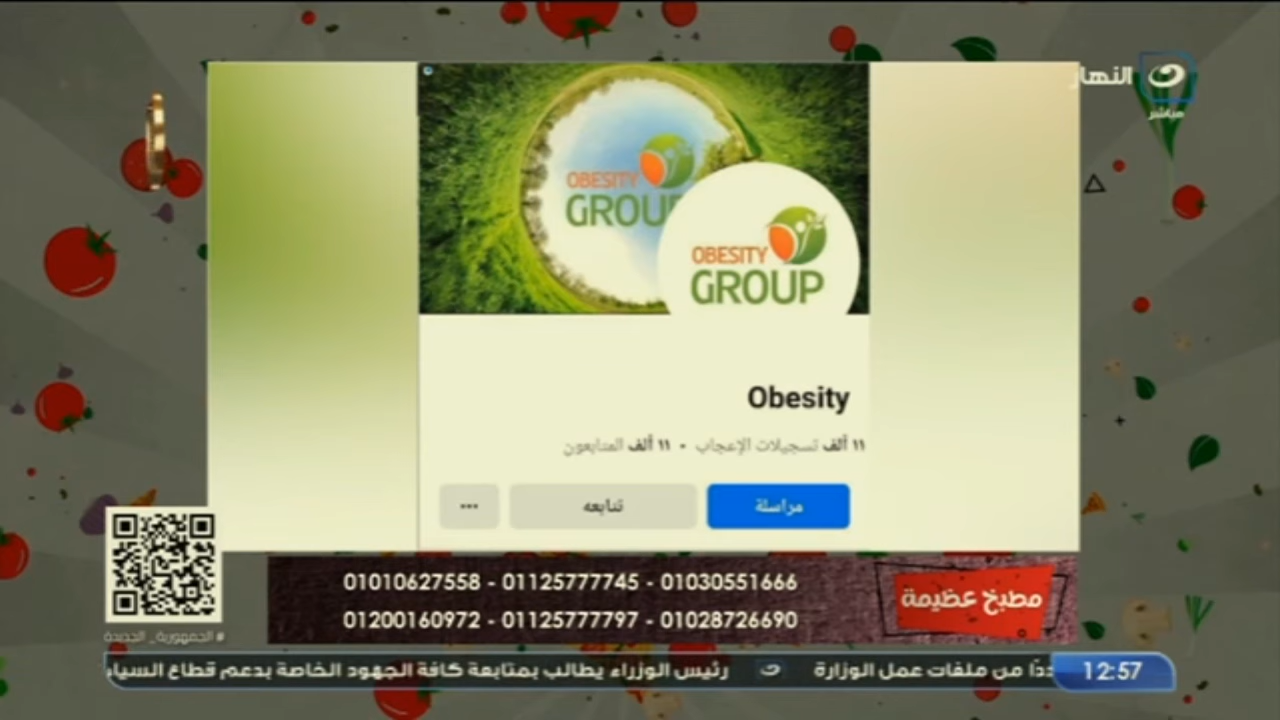 النهار
مباشر
OBESITY
GROUP
OBESITY
GROUP
Obesity
١١ ألف تسجيلات الإعجاب • ١١ ألف المتابعون
مراسلة
تتابعه
مطبخ عظيمة
01010627558 - 01125777745 - 01030551666
01200160972 - 01125777797 - 01028726690
#الجمهورية_الجديدة
12:57
من ملفات عمل الوزارة
رئيس الوزراء يطالب بمتابعة كافة الجهود الخاصة بدعم قطاع